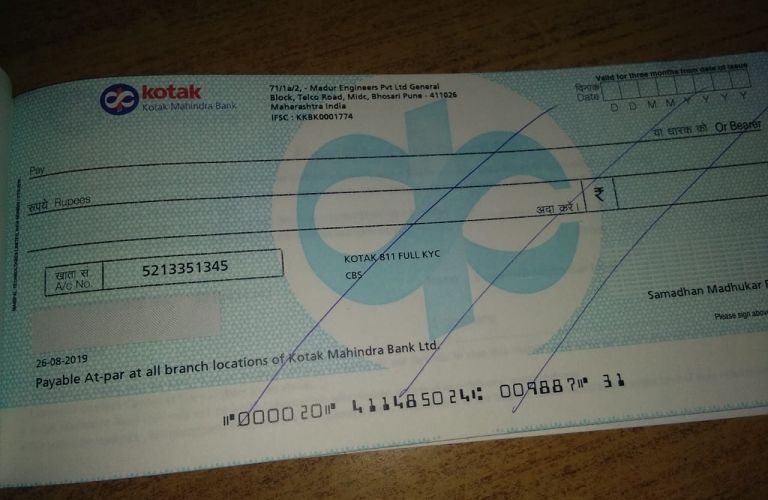 kotak
Kotak Mahindra Bank
71/1a/2, - Madur Engineers Pvt Ltd General
Block, Telco Road, Midc, Bhosari Pune - 411026
Maharestra India
IFSC : KKBK0001774
Valid for three months from date of issue
दिनांक
Date
D D M M Y Y Y Y
Pay
या धारक को Or Bearer
रुपये Rupees
अदा करें। ₹
खाता सं
A/c No.
5213351345
KOTAK 811 FULL KYC
CBS
Samadhan Madhukar
Please sign above
26-08-2019
Payable At-par at all branch locations of Kotak Mahindra Bank Ltd.
⑈000020⑈ 411485024⑆ 009887⑈ 31